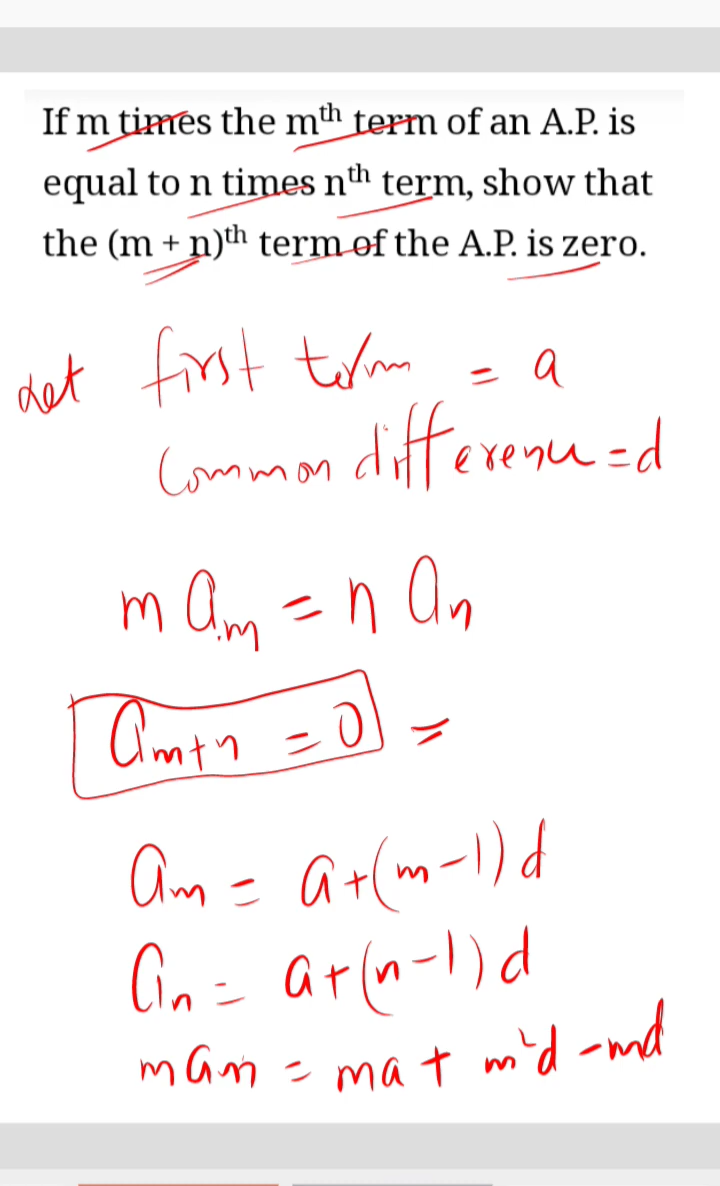 If m times the mᵗʰ term of an A.P. is
equal to n times nᵗʰ term, show that
the (m + n)ᵗʰ term of the A.P. is zero.
Let first term = a
Common difference = d
m aₘ = n aₙ
aₘ₊ₙ = 0 =
aₘ = a+(m-1)d
aₙ = a+(n-1)d
m aₘ = ma + m²d - md